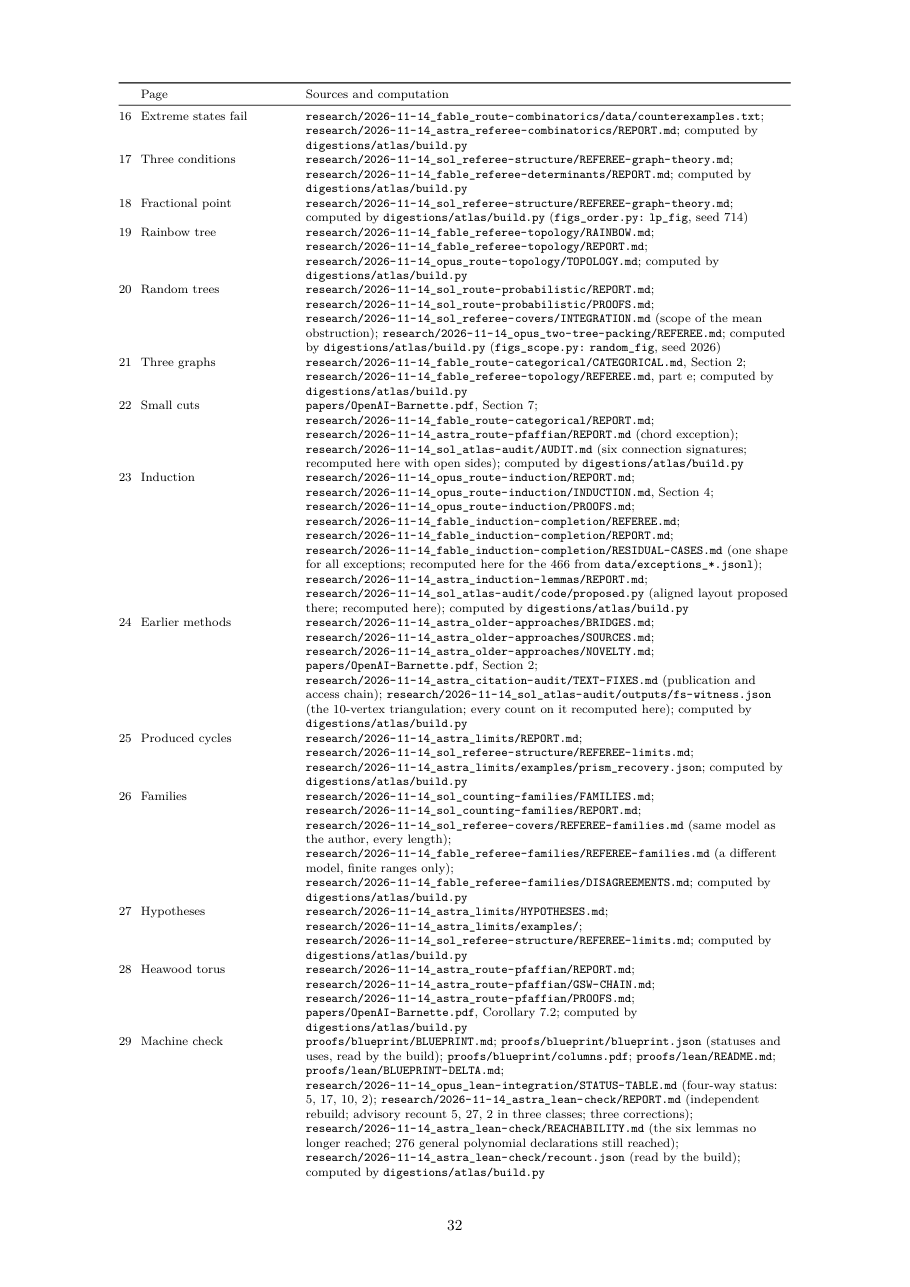 Page Sources and computation
16 Extreme states fail research/2026-11-14_fable_route-combinatorics/data/counterexamples.txt;
research/2026-11-14_astra_referee-combinatorics/REPORT.md; computed by
digestions/atlas/build.py
17 Three conditions research/2026-11-14_sol_referee-structure/REFEREE-graph-theory.md;
research/2026-11-14_fable_referee-determinants/REPORT.md; computed by
digestions/atlas/build.py
18 Fractional point research/2026-11-14_sol_referee-structure/REFEREE-graph-theory.md;
computed by digestions/atlas/build.py (figs_order.py: lp_fig, seed 714)
19 Rainbow tree research/2026-11-14_fable_referee-topology/RAINBOW.md;
research/2026-11-14_fable_referee-topology/REPORT.md;
research/2026-11-14_opus_route-topology/TOPOLOGY.md; computed by
digestions/atlas/build.py
20 Random trees research/2026-11-14_sol_route-probabilistic/REPORT.md;
research/2026-11-14_sol_route-probabilistic/PROOFS.md;
research/2026-11-14_sol_referee-covers/INTEGRATION.md (scope of the mean
obstruction); research/2026-11-14_opus_two-tree-packing/REFEREE.md; computed
by digestions/atlas/build.py (figs_scope.py: random_fig, seed 2026)
21 Three graphs research/2026-11-14_fable_route-categorical/CATEGORICAL.md, Section 2;
research/2026-11-14_fable_referee-topology/REFEREE.md, part e; computed by
digestions/atlas/build.py
22 Small cuts papers/OpenAI-Barnette.pdf, Section 7;
research/2026-11-14_fable_route-categorical/REPORT.md;
research/2026-11-14_astra_route-pfaffian/REPORT.md (chord exception);
research/2026-11-14_sol_atlas-audit/AUDIT.md (six connection signatures;
recomputed here with open sides); computed by digestions/atlas/build.py
23 Induction research/2026-11-14_opus_route-induction/REPORT.md;
research/2026-11-14_opus_route-induction/INDUCTION.md, Section 4;
research/2026-11-14_opus_route-induction/PROOFS.md;
research/2026-11-14_fable_induction-completion/REFEREE.md;
research/2026-11-14_fable_induction-completion/REPORT.md;
research/2026-11-14_fable_induction-completion/RESIDUAL-CASES.md (one shape
for all exceptions; recomputed here for the 466 from data/exceptions_*.jsonl);
research/2026-11-14_astra_induction-lemmas/REPORT.md;
research/2026-11-14_sol_atlas-audit/code/proposed.py (aligned layout proposed
there; recomputed here); computed by digestions/atlas/build.py
24 Earlier methods research/2026-11-14_astra_older-approaches/BRIDGES.md;
research/2026-11-14_astra_older-approaches/SOURCES.md;
research/2026-11-14_astra_older-approaches/NOVELTY.md;
papers/OpenAI-Barnette.pdf, Section 2;
research/2026-11-14_astra_citation-audit/TEXT-FIXES.md (publication and
access chain); research/2026-11-14_sol_atlas-audit/outputs/fs-witness.json
(the 10-vertex triangulation; every count on it recomputed here); computed by
digestions/atlas/build.py
25 Produced cycles research/2026-11-14_astra_limits/REPORT.md;
research/2026-11-14_sol_referee-structure/REFEREE-limits.md;
research/2026-11-14_astra_limits/examples/prism_recovery.json; computed by
digestions/atlas/build.py
26 Families research/2026-11-14_sol_counting-families/FAMILIES.md;
research/2026-11-14_sol_counting-families/REPORT.md;
research/2026-11-14_sol_referee-covers/REFEREE-families.md (same model as
the author, every length);
research/2026-11-14_fable_referee-families/REFEREE-families.md (a different
model, finite ranges only);
research/2026-11-14_fable_referee-families/DISAGREEMENTS.md; computed by
digestions/atlas/build.py
27 Hypotheses research/2026-11-14_astra_limits/HYPOTHESES.md;
research/2026-11-14_astra_limits/examples/;
research/2026-11-14_sol_referee-structure/REFEREE-limits.md; computed by
digestions/atlas/build.py
28 Heawood torus research/2026-11-14_astra_route-pfaffian/REPORT.md;
research/2026-11-14_astra_route-pfaffian/GSW-CHAIN.md;
research/2026-11-14_astra_route-pfaffian/PROOFS.md;
papers/OpenAI-Barnette.pdf, Corollary 7.2; computed by
digestions/atlas/build.py
29 Machine check proofs/blueprint/BLUEPRINT.md; proofs/blueprint/blueprint.json (statuses and
uses, read by the build); proofs/blueprint/columns.pdf; proofs/lean/README.md;
proofs/lean/BLUEPRINT-DELTA.md;
research/2026-11-14_opus_lean-integration/STATUS-TABLE.md (four-way status:
5, 17, 10, 2); research/2026-11-14_astra_lean-check/REPORT.md (independent
rebuild; advisory recount 5, 27, 2 in three classes; three corrections);
research/2026-11-14_astra_lean-check/REACHABILITY.md (the six lemmas no
longer reached; 276 general polynomial declarations still reached);
research/2026-11-14_astra_lean-check/recount.json (read by the build);
computed by digestions/atlas/build.py
32